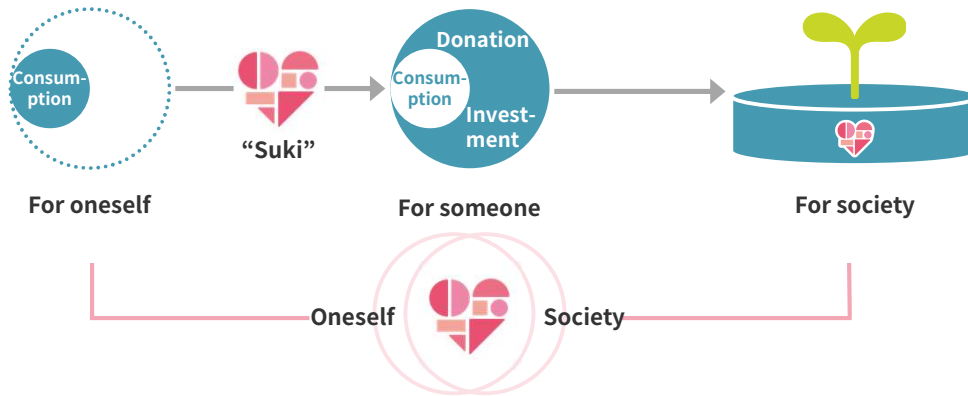 Consum-
ption
“Suki”
Donation
Consum-
ption
Invest-
ment
For oneself
For someone
For society
Oneself
Society